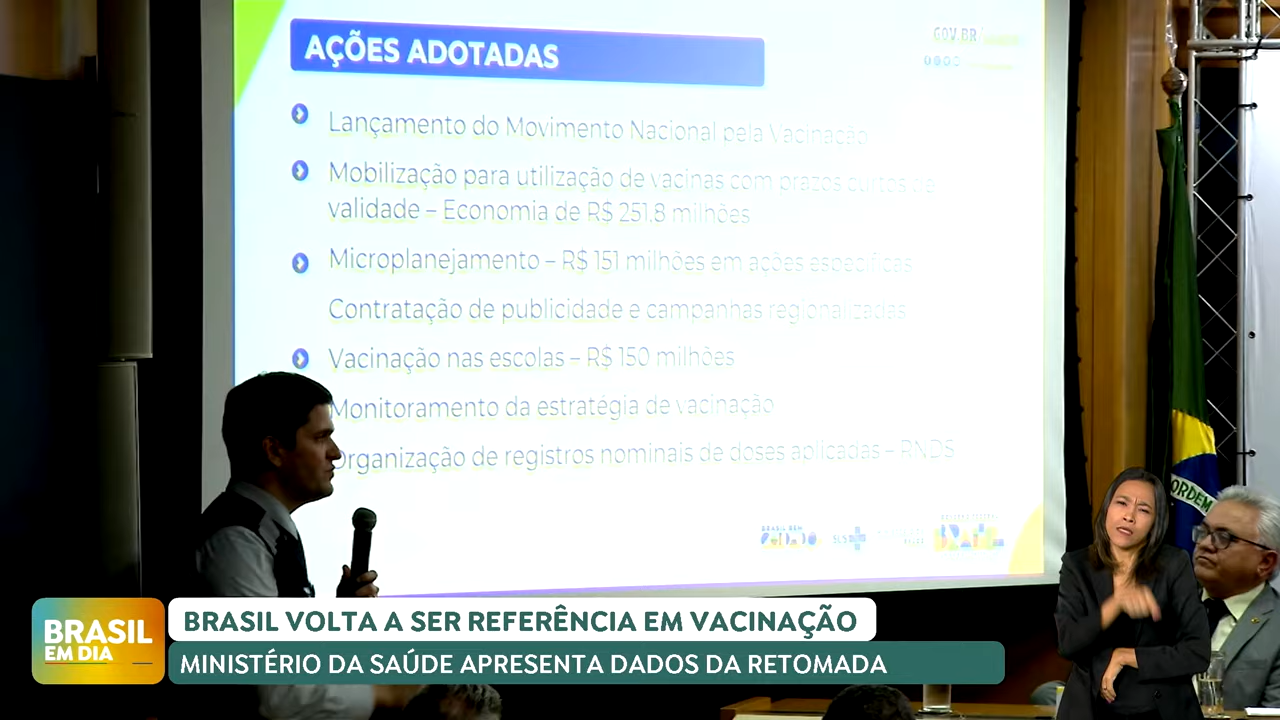 AÇÕES ADOTADAS
GOV.BR/
Lançamento do Movimento Nacional pela Vacinação
Mobilização para utilização de vacinas com prazos curtos de
validade – Economia de R$ 251,8 milhões
Microplanejamento – R$ 151 milhões em ações específicas
Contratação de publicidade e campanhas regionalizadas
Vacinação nas escolas – R$ 150 milhões
Monitoramento da estratégia de vacinação
Organização de registros nominais de doses aplicadas – RNDS
SUS
BRASIL
ORDEM
BRASIL
EM DIA
BRASIL VOLTA A SER REFERÊNCIA EM VACINAÇÃO
MINISTÉRIO DA SAÚDE APRESENTA DADOS DA RETOMADA